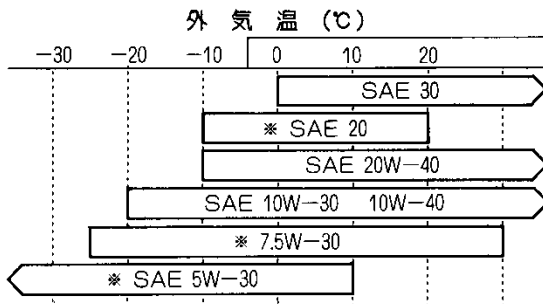 外 気 温 (℃)
−30 −20 −10 0 10 20
SAE 30
※ SAE 20
SAE 20W−40
SAE 10W−30 10W−40
※ 7.5W−30
※ SAE 5W−30